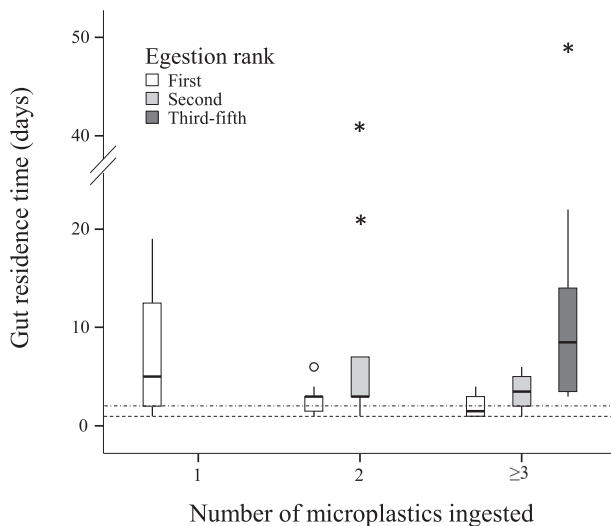 Gut residence time (days)
50
40
20
10
0
Egestion rank
First
Second
Third-fifth
*
*
*
1
2
≥3
Number of microplastics ingested